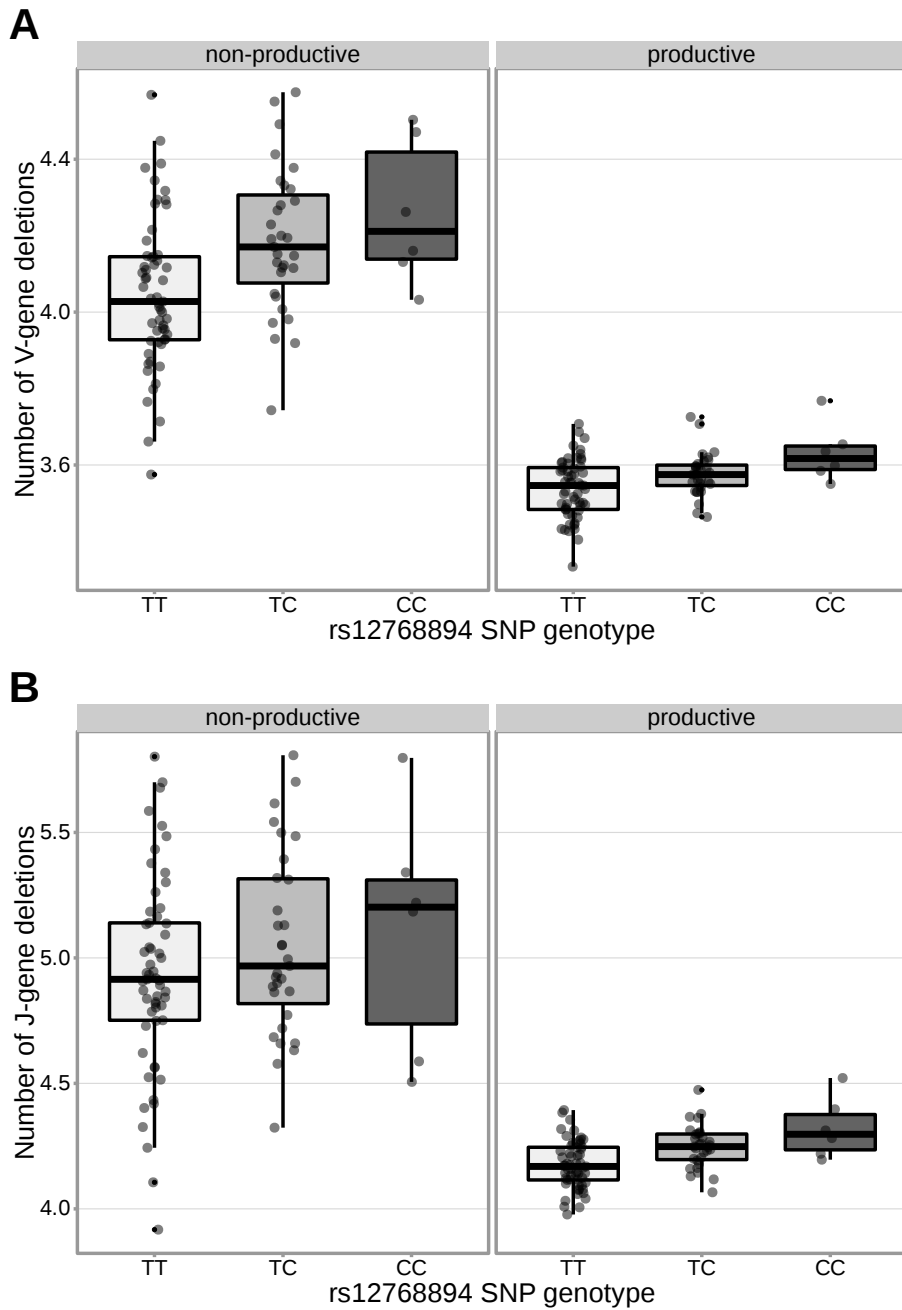 A
non-productive
productive
Number of V-gene deletions
4.4
4.0
3.6
TT
TC
CC
TT
TC
CC
rs12768894 SNP genotype
B
non-productive
productive
Number of J-gene deletions
5.5
5.0
4.5
4.0
TT
TC
CC
TT
TC
CC
rs12768894 SNP genotype